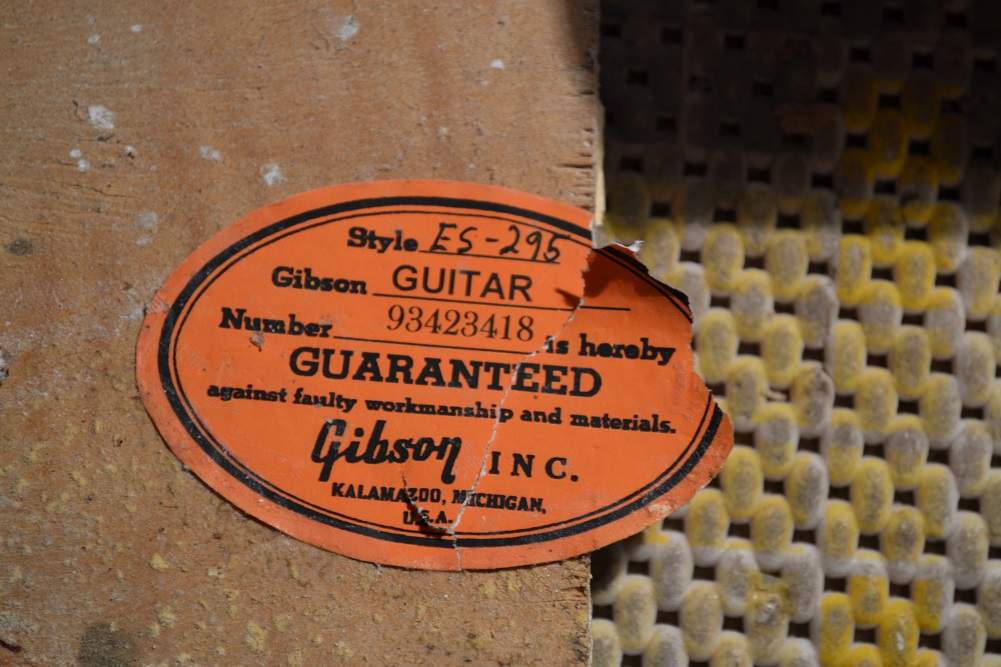 Style ES-295
Gibson GUITAR
Number 93423418 is hereby
GUARANTEED
against faulty workmanship and materials.
Gibson INC.
KALAMAZOO, MICHIGAN,
U.S.A.